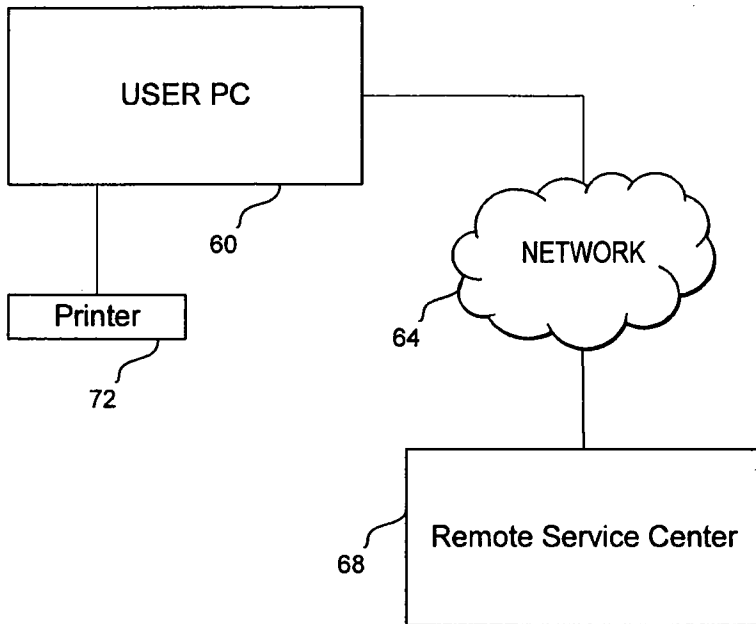 USER PC
60
NETWORK
64
Printer
72
Remote Service Center
68